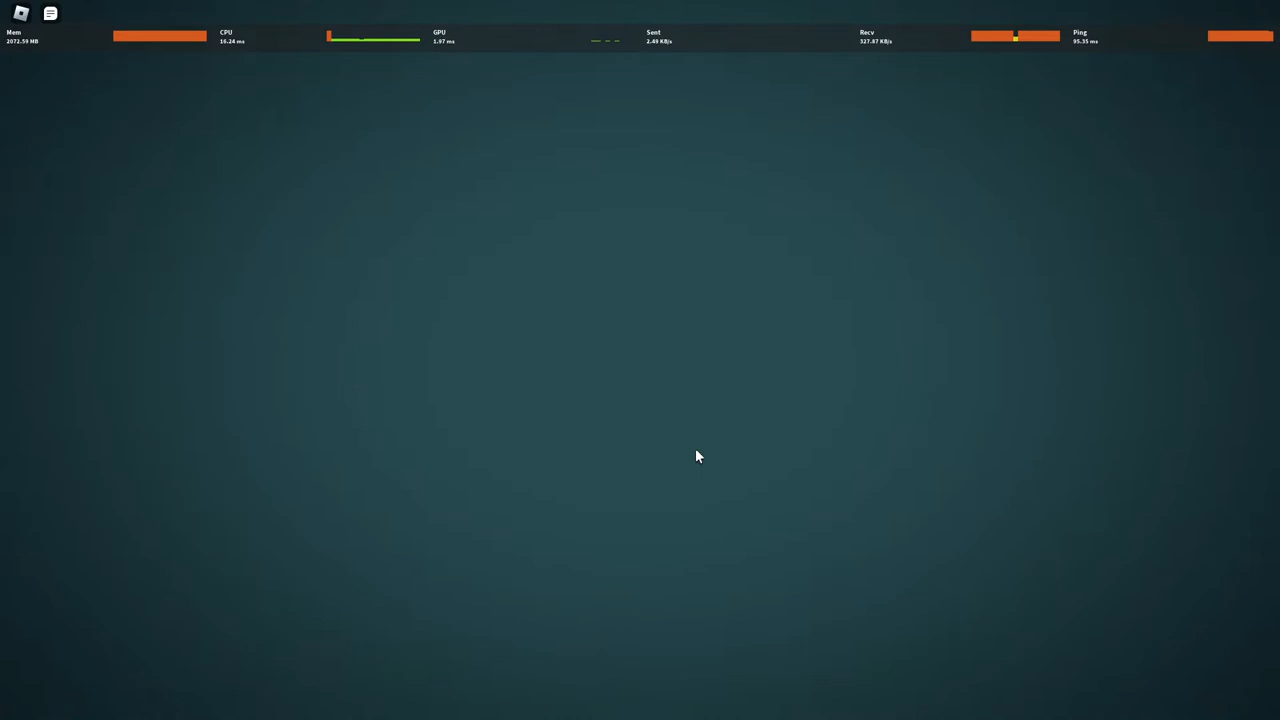 Mem
2072.59 MB
CPU
16.24 ms
GPU
1.97 ms
Sent
2.49 KB/s
Recv
327.87 KB/s
Ping
95.35 ms